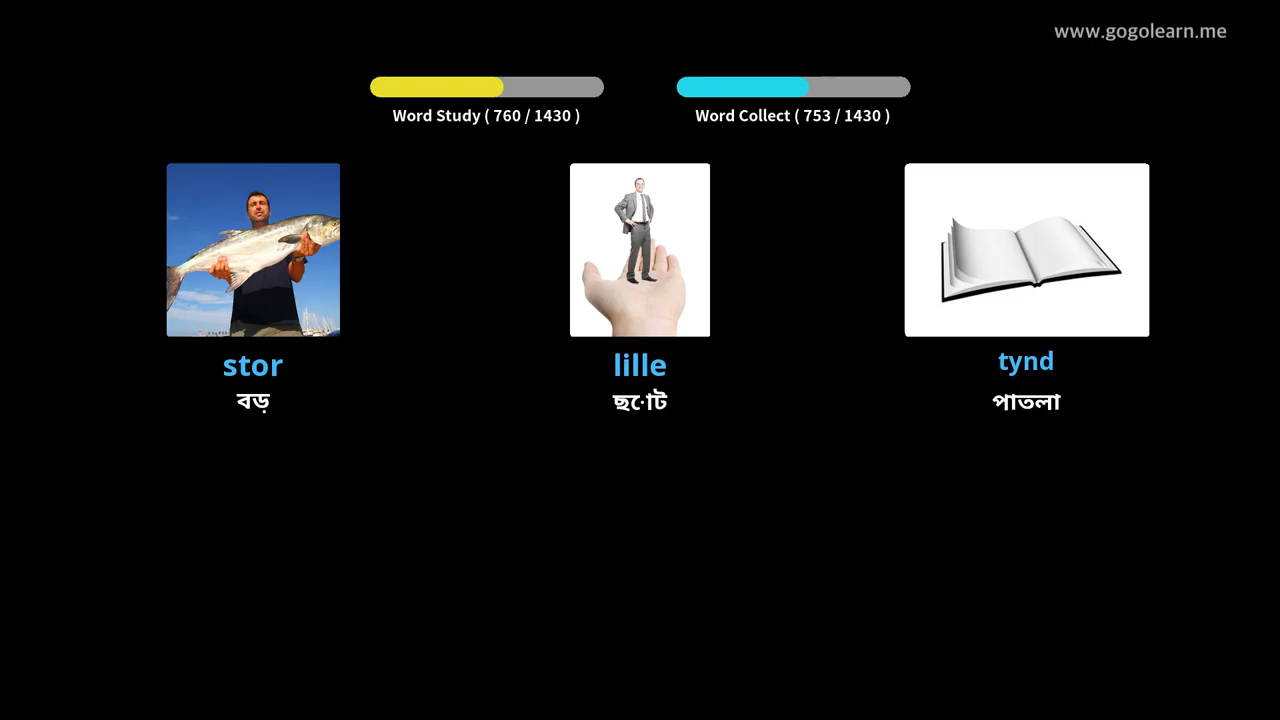 www.gogolearn.me
Word Study ( 760 / 1430 )
Word Collect ( 753 / 1430 )
stor
lille
tynd
বড়
ছোট
পাতলা